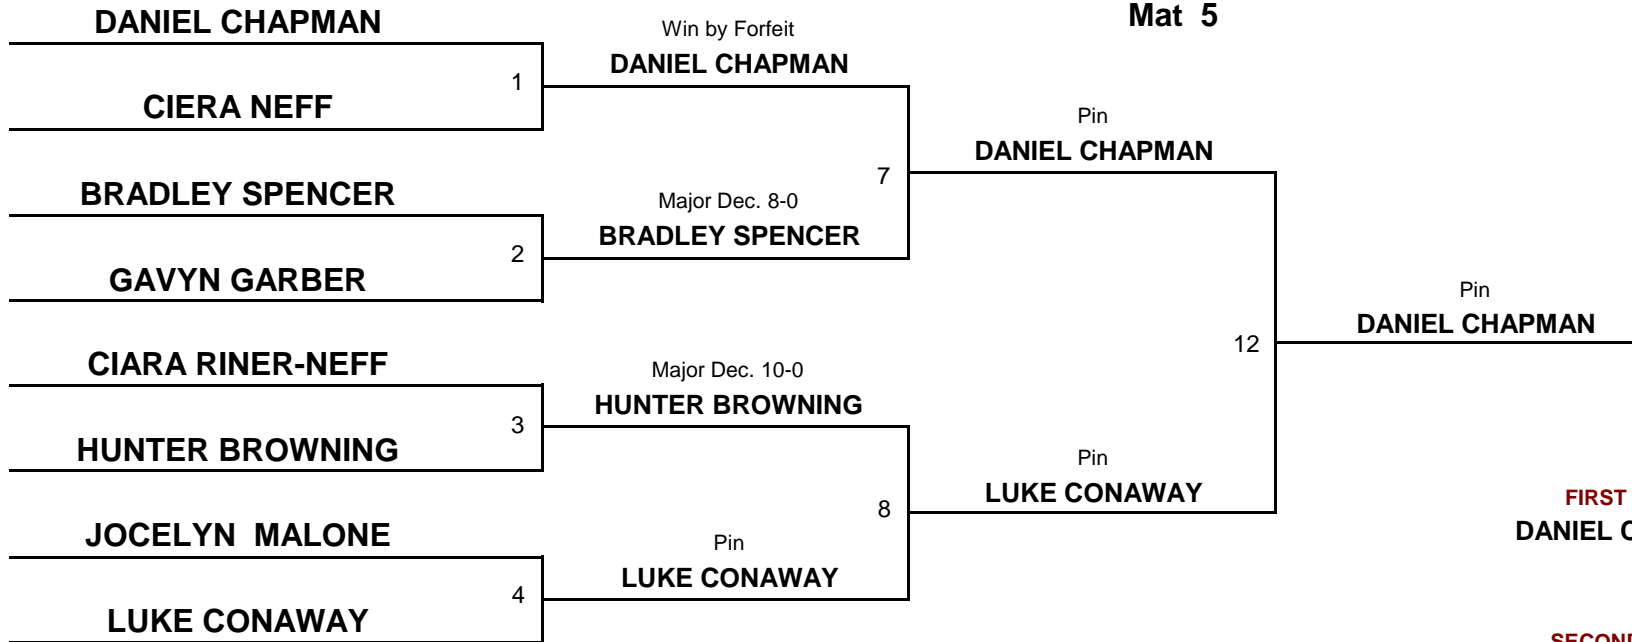 DANIEL CHAPMAN
CIERA NEFF
1
BRADLEY SPENCER
GAVYN GARBER
2
CIARA RINER-NEFF
HUNTER BROWNING
3
JOCELYN MALONE
LUKE CONAWAY
4
Win by Forfeit
DANIEL CHAPMAN
Major Dec. 8-0
BRADLEY SPENCER
7
Major Dec. 10-0
HUNTER BROWNING
Pin
LUKE CONAWAY
8
Mat 5
Pin
DANIEL CHAPMAN
Pin
LUKE CONAWAY
12
Pin
DANIEL CHAPMAN
FIRST
DANIEL C
SECOND